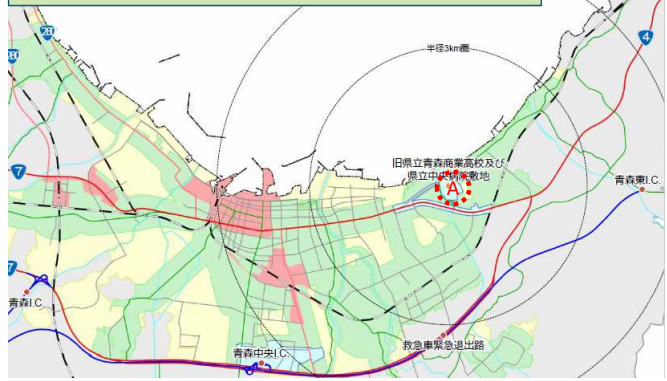 280
4
280
半径3km圏
7
旧県立青森商業高校及び
県立中央病院敷地
A
青森東I.C.
7
青森I.C.
救急車緊急退出路
青森中央I.C.